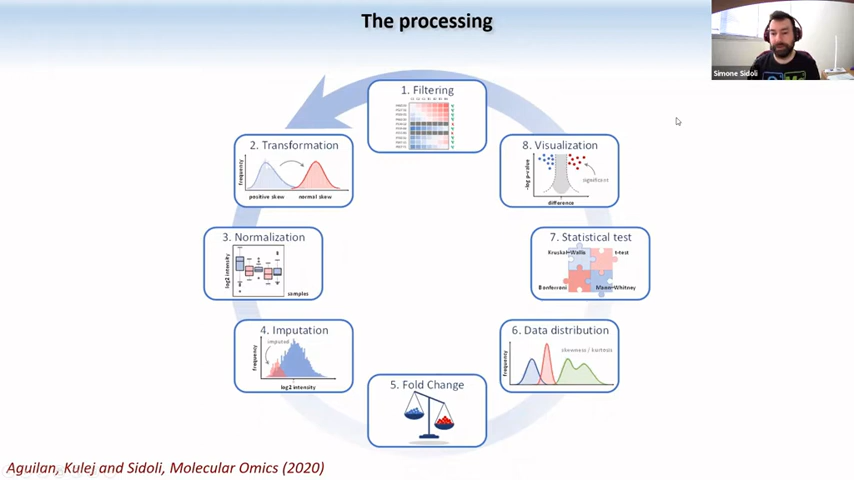 The processing
Simone Sidoli
1. Filtering
2. Transformation
frequency
positive skew
normal skew
3. Normalization
log2 intensity
samples
4. Imputation
imputed
frequency
log2 intensity
5. Fold Change
6. Data distribution
skewness / kurtosis
frequency
7. Statistical test
Kruskal-Wallis
t-test
Bonferroni
Mann-Whitney
8. Visualization
-log p-value
significant
difference
Aguilan, Kulej and Sidoli, Molecular Omics (2020)